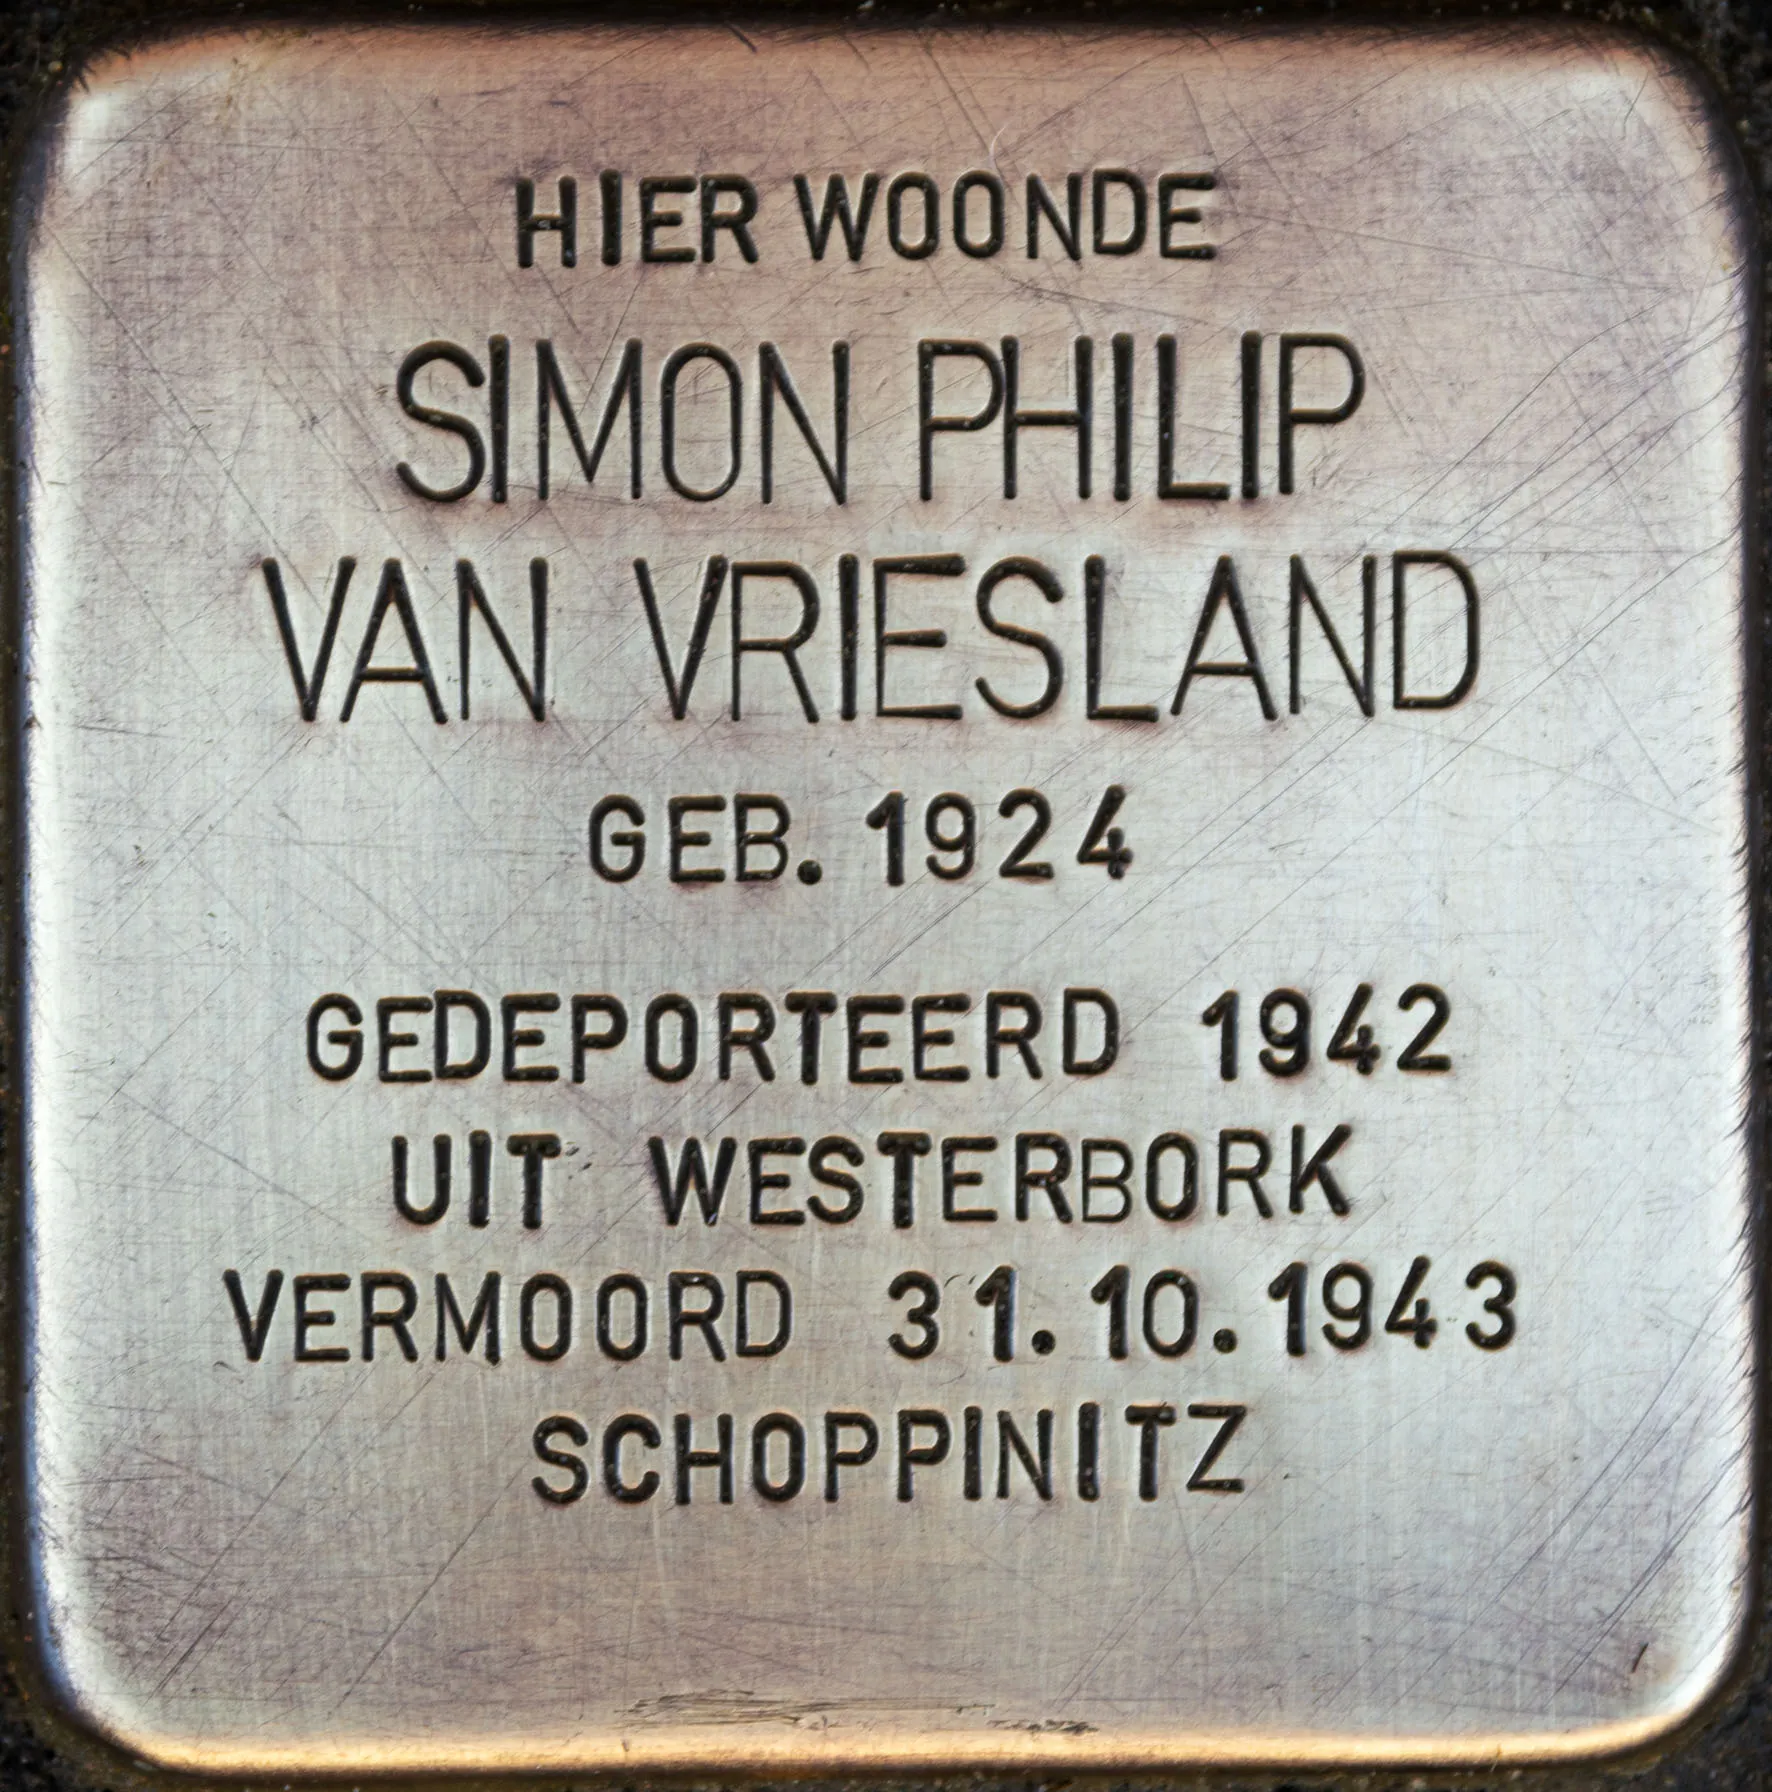 HIER WOONDE
SIMON PHILIP
VAN VRIESLAND
GEB. 1924
GEDEPORTEERD 1942
UIT WESTERBORK
VERMOORD 31.10.1943
SCHOPPINITZ